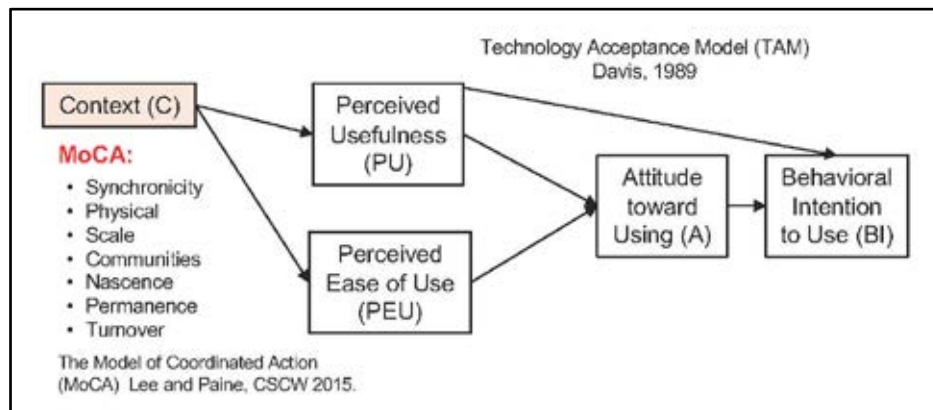 Technology Acceptance Model (TAM)
Davis, 1989
Context (C)
MoCA:
• Synchronicity
• Physical
• Scale
• Communities
• Nascence
• Permanence
• Turnover
The Model of Coordinated Action
(MoCA) Lee and Paine, CSCW 2015.
Perceived
Usefulness
(PU)
Perceived
Ease of Use
(PEU)
Attitude
toward
Using (A)
Behavioral
Intention
to Use (BI)